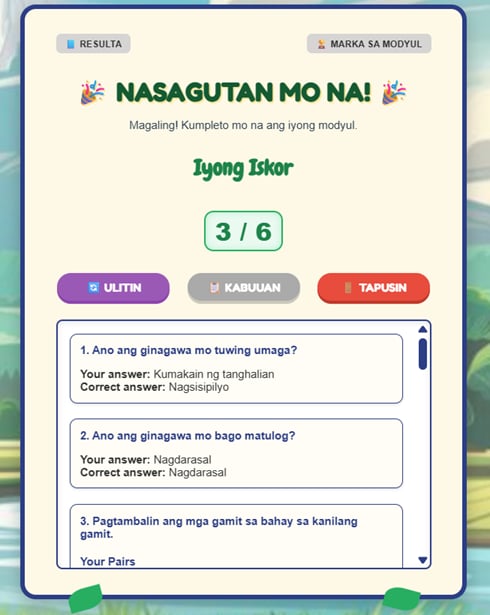 RESULTA
MARKA SA MODYUL
NASAGUTAN MO NA!
Magaling! Kumpleto mo na ang iyong modyul.
Iyong Iskor
3 / 6
ULITIN
KABUUAN
TAPUSIN
1. Ano ang ginagawa mo tuwing umaga?
Your answer: Kumakain ng tanghalian
Correct answer: Nagsisipilyo
2. Ano ang ginagawa mo bago matulog?
Your answer: Nagdarasal
Correct answer: Nagdarasal
3. Pagtambalin ang mga gamit sa bahay sa kanilang
gamit.
Your Pairs